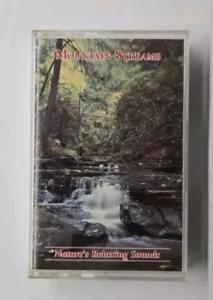 MOUNTAIN STREAMS
Nature's Relaxing Sounds